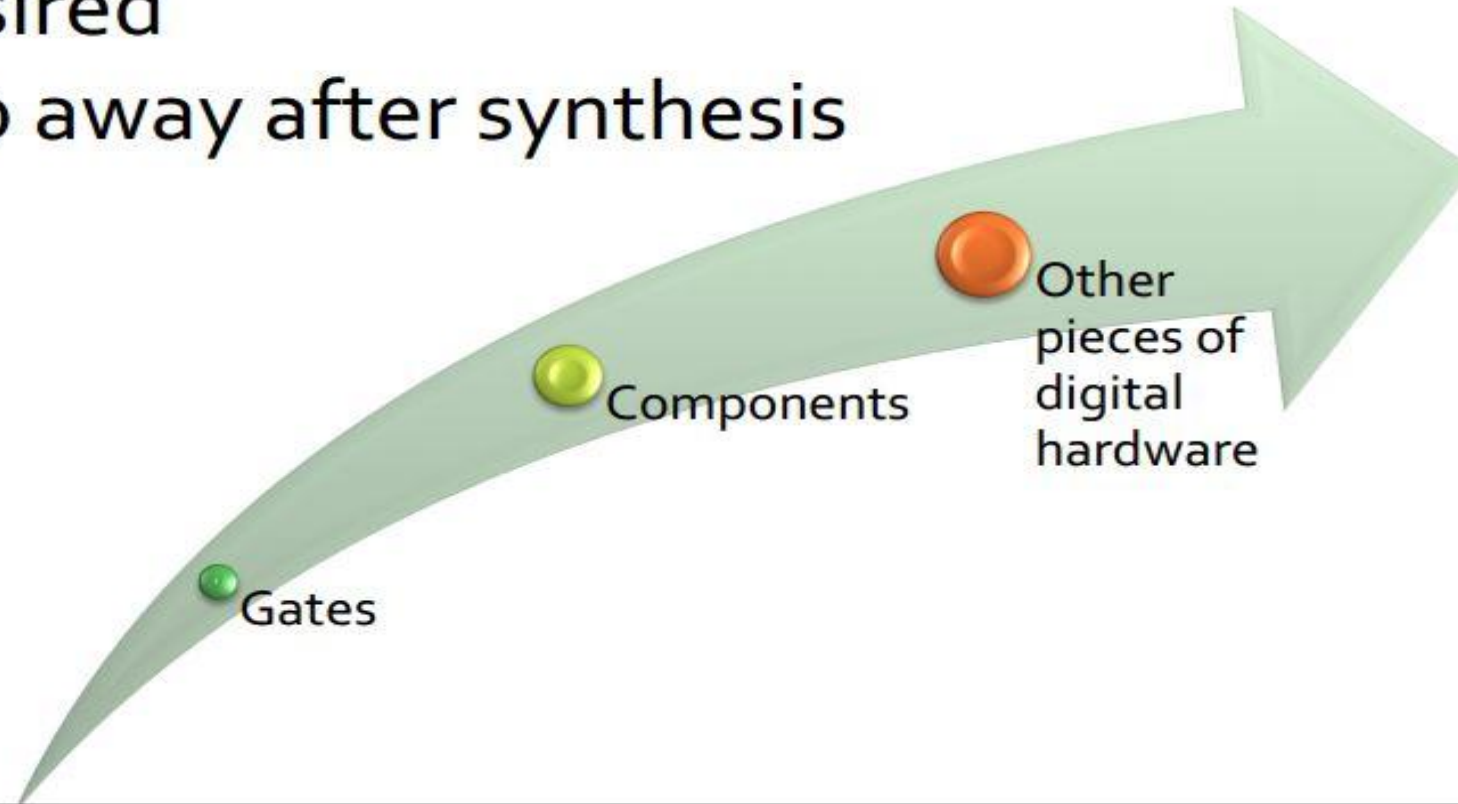 away after synthesis
Other
pieces of
digital
hardware
Components
Gates